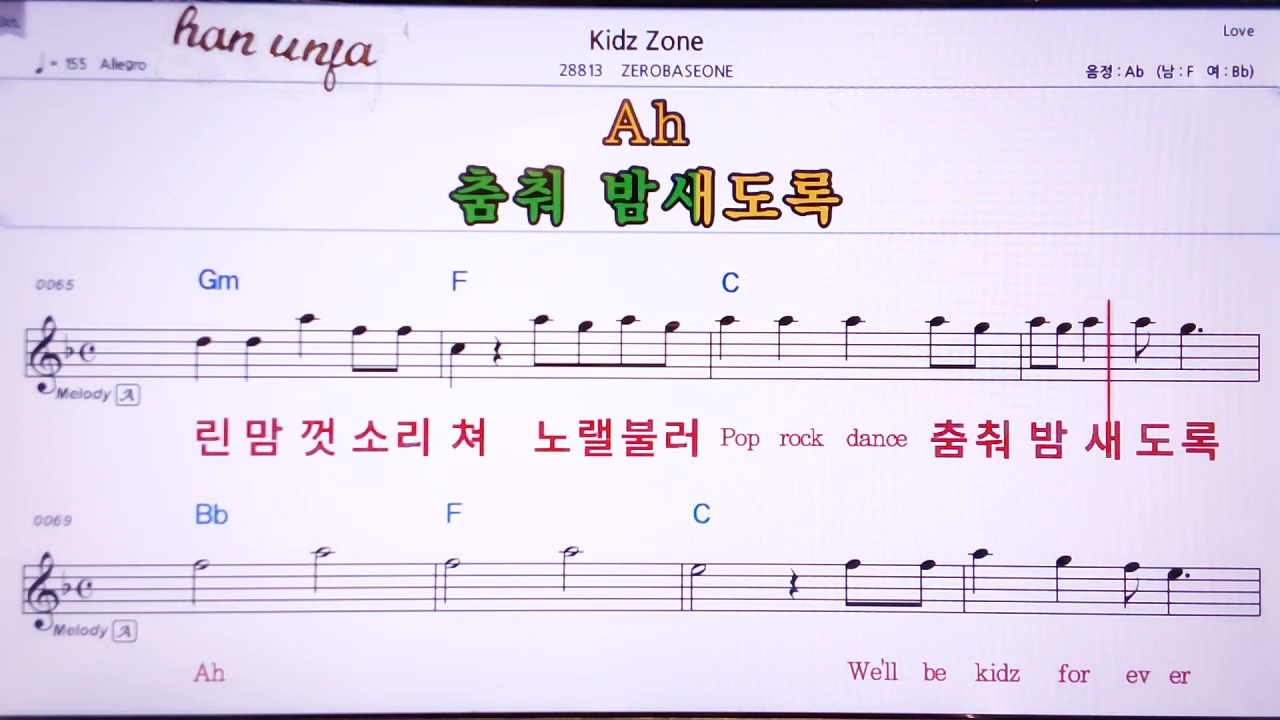 han unfa
Kidz Zone
Love
♩= 155 Allegro
28813 ZEROBASEONE
음정 : Ab (남 : F 여 : Bb)
Ah
춤춰 밤새도록
0065
Gm F C
Melody A
린 맘 껏 소리 쳐 노랠불러 Pop rock dance 춤춰 밤 새 도록
0069
Bb F C
Melody A
Ah We'll be kidz for ev er